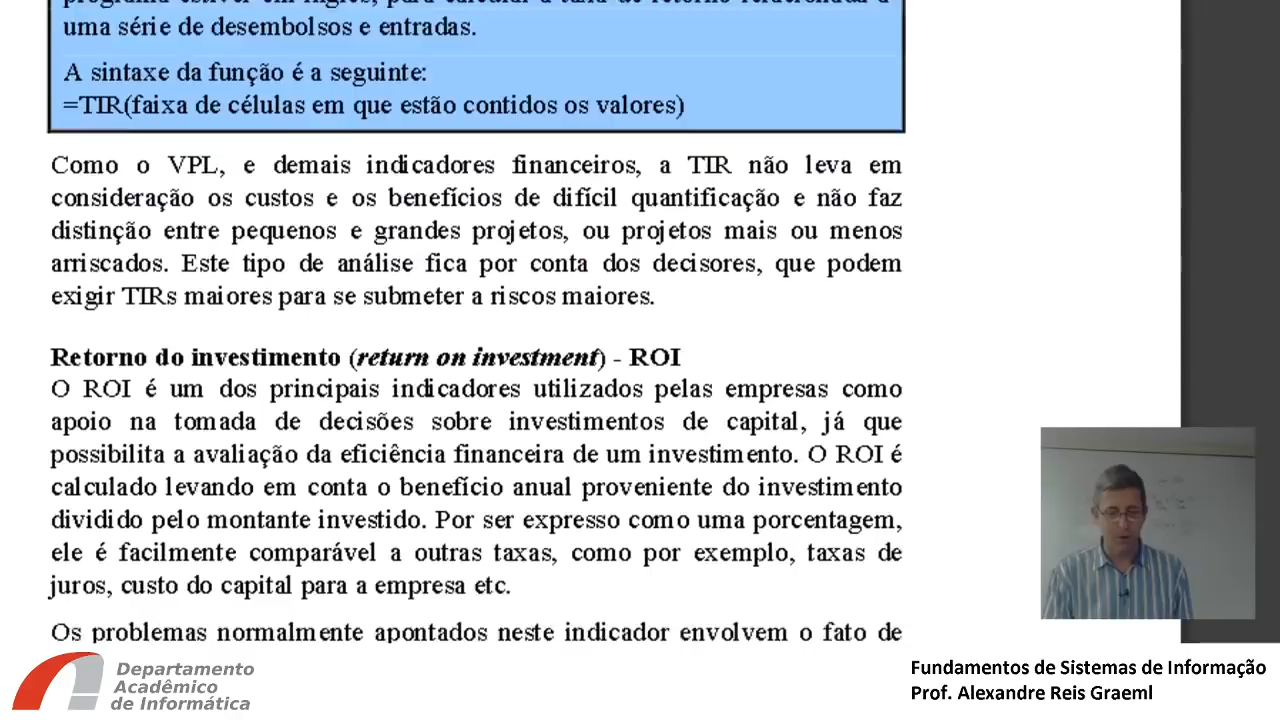 uma série de desembolsos e entradas.
A sintaxe da função é a seguinte:
=TIR(faixa de células em que estão contidos os valores)
Como o VPL, e demais indicadores financeiros, a TIR não leva em
consideração os custos e os benefícios de difícil quantificação e não faz
distinção entre pequenos e grandes projetos, ou projetos mais ou menos
arriscados. Este tipo de análise fica por conta dos decisores, que podem
exigir TIRs maiores para se submeter a riscos maiores.
Retorno do investimento (return on investment) - ROI
O ROI é um dos principais indicadores utilizados pelas empresas como
apoio na tomada de decisões sobre investimentos de capital, já que
possibilita a avaliação da eficiência financeira de um investimento. O ROI é
calculado levando em conta o benefício anual proveniente do investimento
dividido pelo montante investido. Por ser expresso como uma porcentagem,
ele é facilmente comparável a outras taxas, como por exemplo, taxas de
juros, custo do capital para a empresa etc.
Os problemas normalmente apontados neste indicador envolvem o fato de
Departamento
Acadêmico
de Informática
Fundamentos de Sistemas de Informação
Prof. Alexandre Reis Graeml